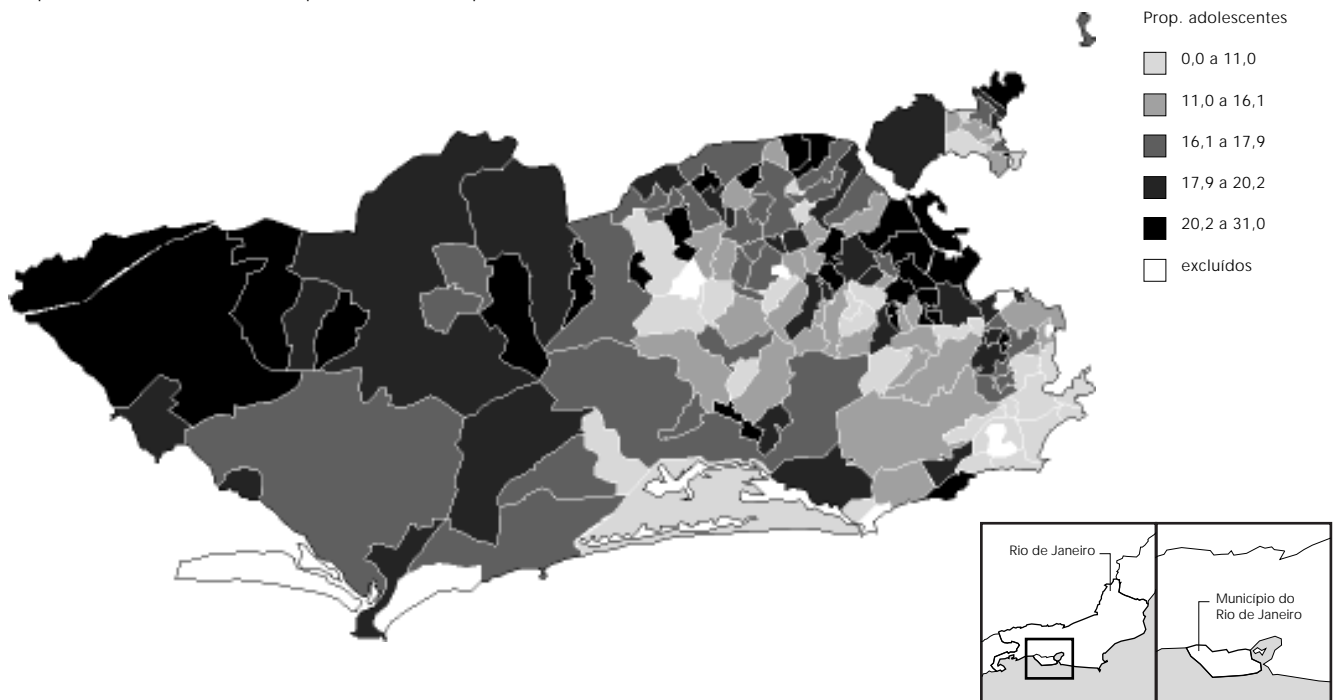 Prop. adolescentes
0,0 a 11,0
11,0 a 16,1
16,1 a 17,9
17,9 a 20,2
20,2 a 31,0
excluídos
Rio de Janeiro
Município do
Rio de Janeiro